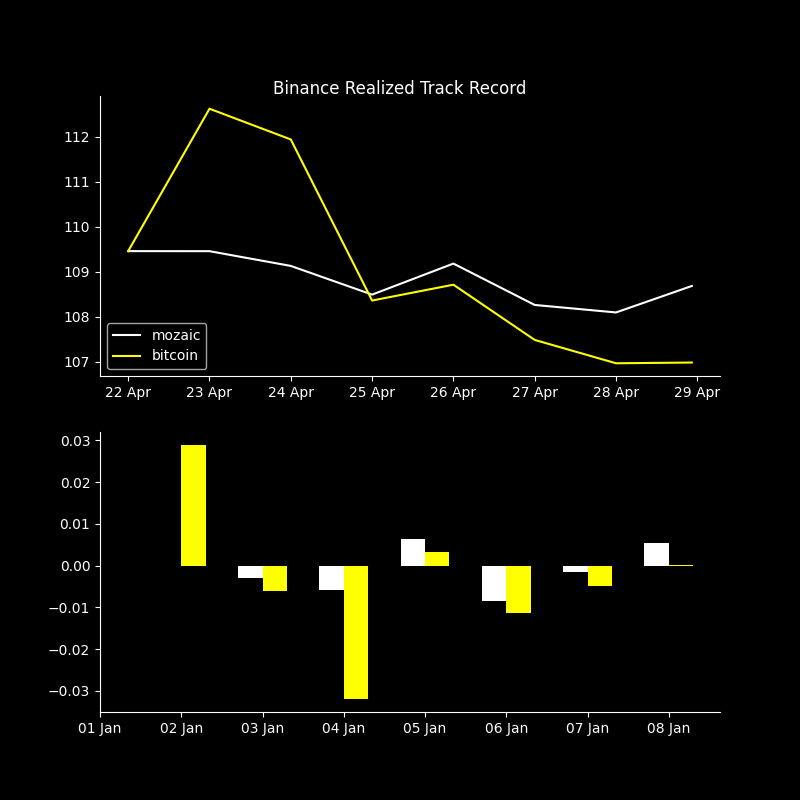 Binance Realized Track Record
112
111
110
109
108
107
mozaic
bitcoin
22 Apr 23 Apr 24 Apr 25 Apr 26 Apr 27 Apr 28 Apr 29 Apr
0.03
0.02
0.01
0.00
−0.01
−0.02
−0.03
01 Jan 02 Jan 03 Jan 04 Jan 05 Jan 06 Jan 07 Jan 08 Jan